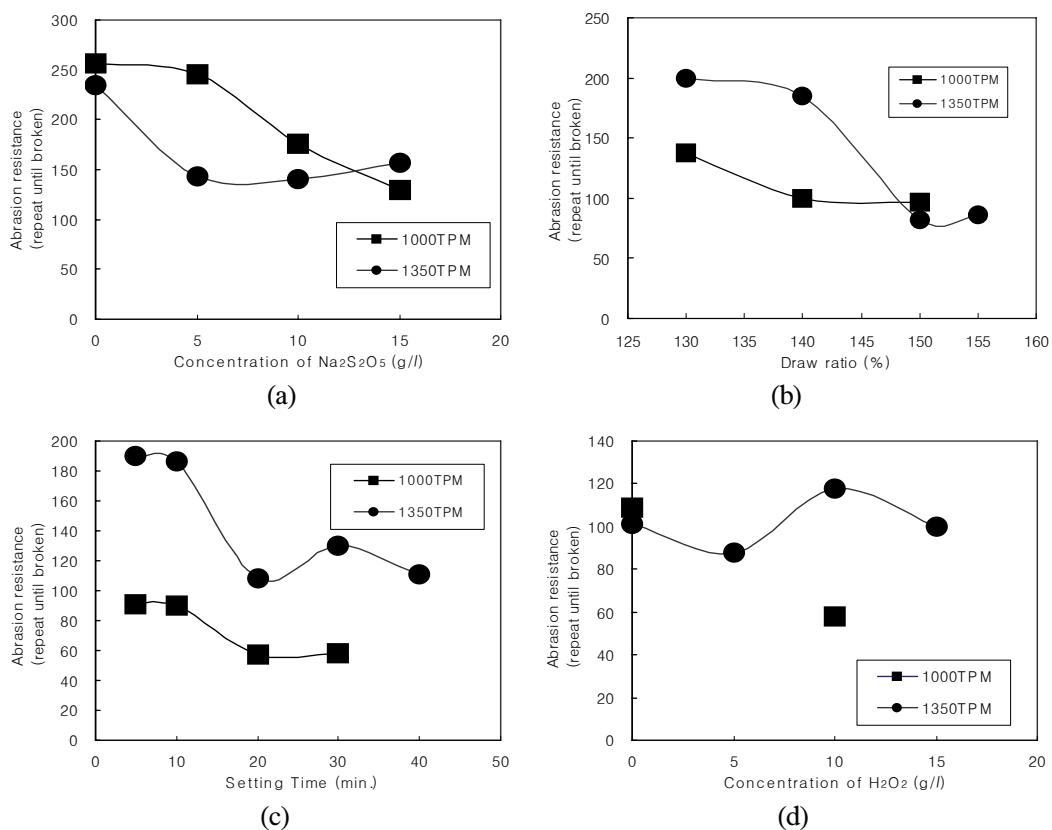 300
250
200
150
100
50
0
0
5
10
15
20
Abrasion resistance
(repeat until broken)
Concentration of Na2S2O5 (g/l)
1000TPM
1350TPM
(a)
250
200
150
100
50
0
125
130
135
140
145
150
155
160
Abrasion resistance
(repeat until broken)
Draw ratio (%)
1000TPM
1350TPM
(b)
200
180
160
140
120
100
80
60
40
20
0
0
10
20
30
40
50
Abrasion resistance
(repeat until broken)
Setting Time (min.)
1000TPM
1350TPM
(c)
140
120
100
80
60
40
20
0
0
5
10
15
20
Abrasion resistance
(repeat until broken)
Concentration of H2O2 (g/l)
1000TPM
1350TPM
(d)